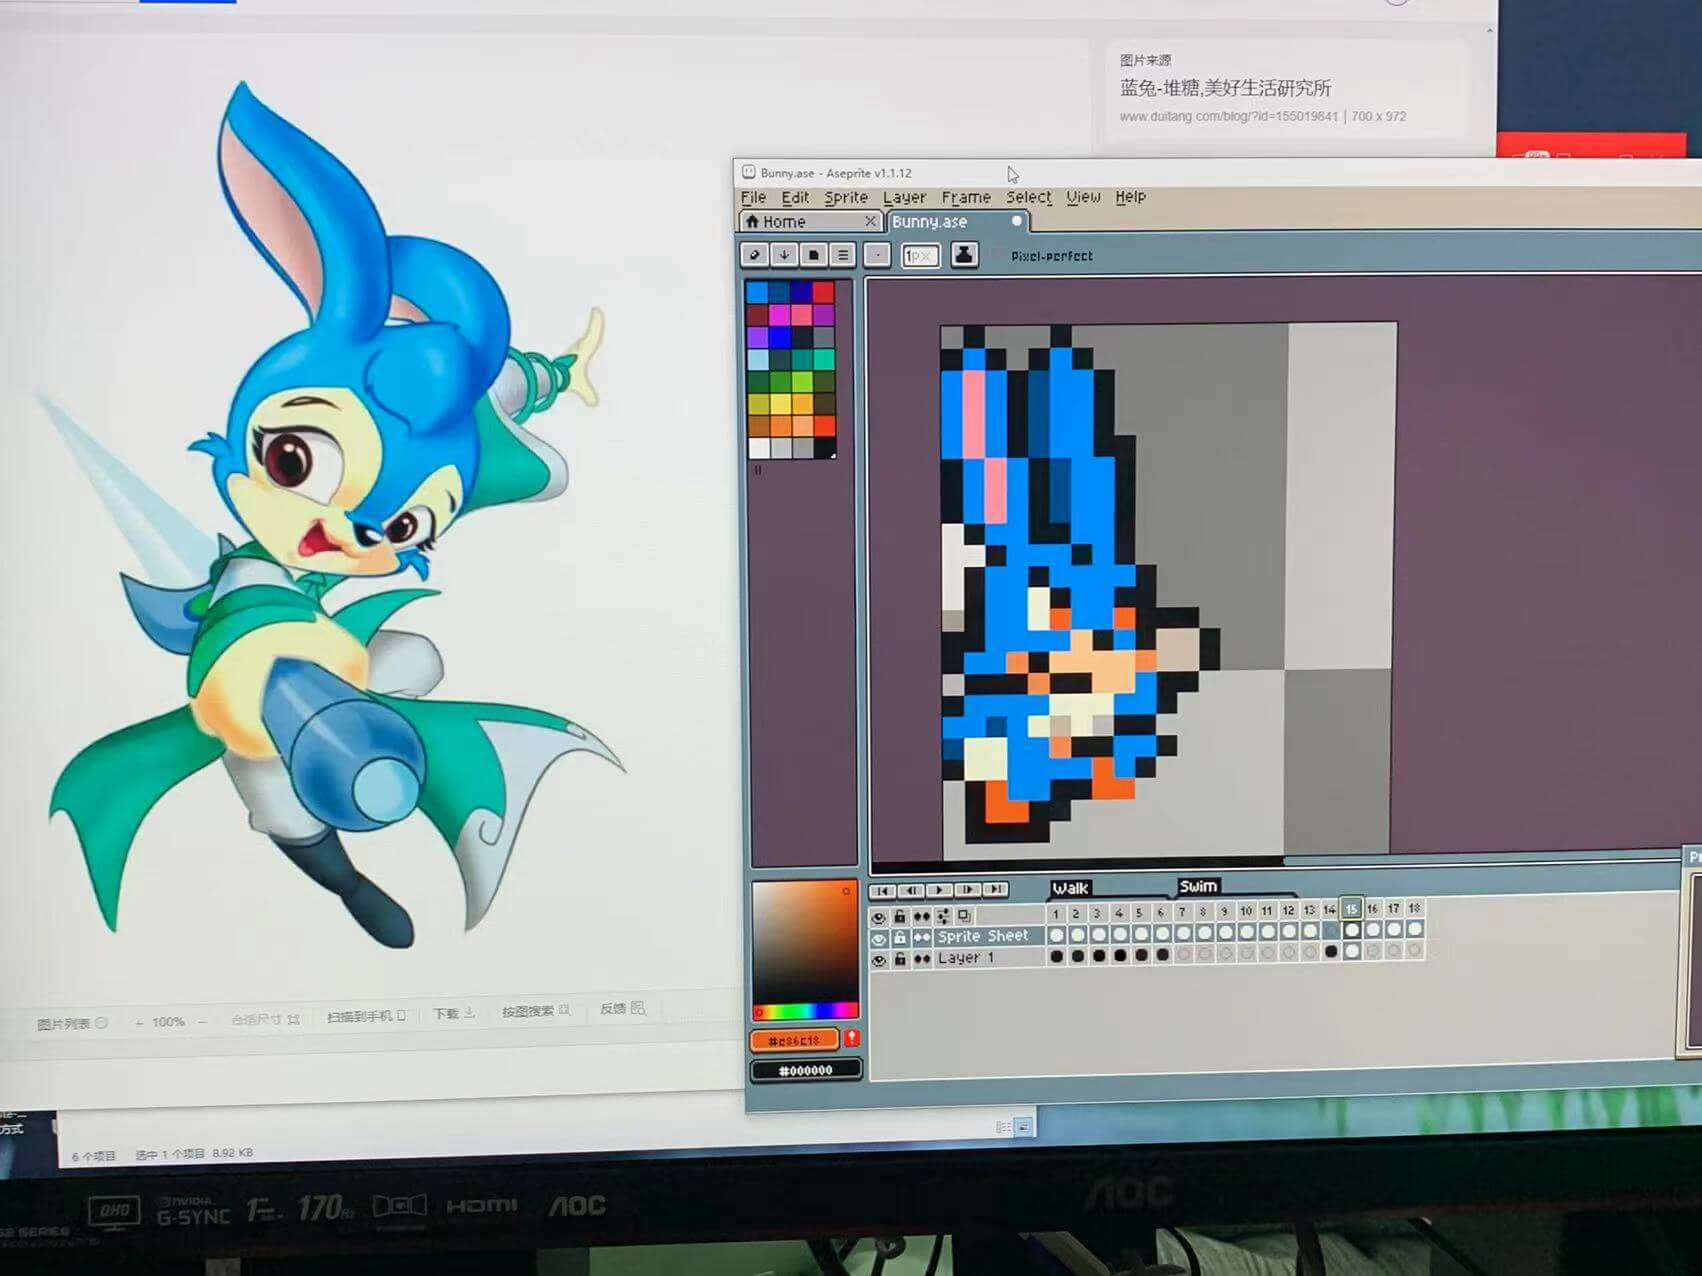 图片来源
蓝兔-堆糖,美好生活研究所
www.duitang.com/blog/?id=155019841 | 700 x 972
Bunny.ase - Aseprite v1.1.12
File Edit Sprite Layer Frame Select View Help
Home
Bunny.ase
1px
Pixel-perfect
Walk
Swim
1 2 3 4 5 6 7 8 9 10 11 12 13 14 15 16 17 18
Sprite Sheet
Layer 1
#000000
图片列表
100%
合适尺寸
扫描到手机
下载
按图搜索
反馈
方式
6 个项目
选中 1 个项目 8.92 KB
QHD
NVIDIA
G-SYNC
170Hz
HDMI
AOC
AOC
G2 SERIES